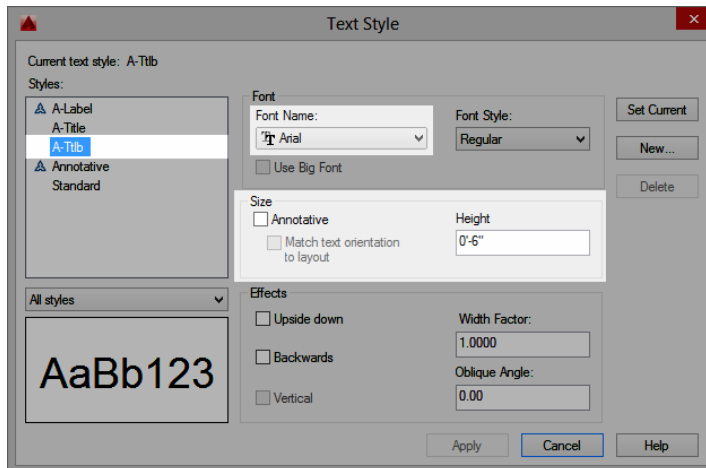 Text Style
Current text style: A-Ttlb
Styles:
A-Label
A-Title
A-Ttlb
Annotative
Standard
All styles
AaBb123
Font
Font Name:
Arial
Font Style:
Regular
Use Big Font
Size
Annotative
Match text orientation
to layout
Height
0'-6"
Effects
Upside down
Backwards
Vertical
Width Factor:
1.0000
Oblique Angle:
0.00
Set Current
New...
Delete
Apply
Cancel
Help